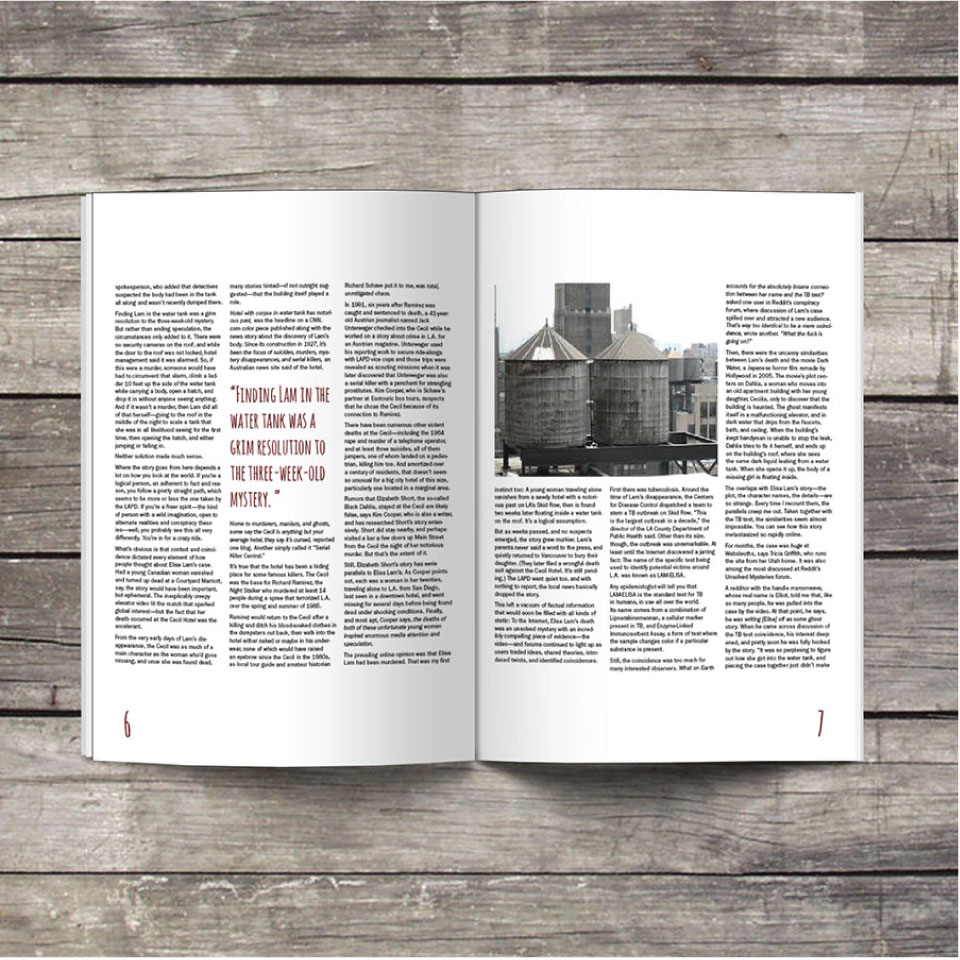 spokesperson, who added that detectives
suspected the body had been in the tank
all along and wasn't recently dumped there.
Finding Lam in the water tank was a grim
resolution to the three-week-old mystery.
But rather than ending speculation, the
circumstances only added to it. There were
no security cameras on the roof, and while
the door to the roof was not locked, hotel
management said it was alarmed. So, if
this were a murder, someone would have
had to circumvent that alarm, climb a lad-
der 10 feet up the side of the water tank
while carrying a body, open a hatch, and
drop it in without anyone seeing anything.
And if it wasn't a murder, then Lam did all
of that herself—going to the roof in the
middle of the night to scale a tank that
she was in all likelihood seeing for the first
time, then opening the hatch, and either
jumping or falling in.
Neither solution made much sense.
Where the story goes from here depends a
lot on how you look at the world. If you're a
logical person, an adherent to fact and rea-
son, you follow a pretty straight path, which
seems to be more or less the one taken by
the LAPD. If you're a freer spirit—the kind
of person with a wild imagination, open to
alternate realities and conspiracy theo-
ies—well, you probably see this all very
differently. You're in for a crazy ride.
What's obvious is that context and coinci-
dence dictated every element of how
people thought about Elisa Lam's case.
Had a young Canadian woman vanished
and turned up dead at a Courtyard Marriott,
say, the story would have been important,
but ephemeral. The inexplicably creepy
elevator video lit the match that sparked
global interest—but the fact that her
death occurred at the Cecil Hotel was the
accelerant.
From the very early days of Lam's dis-
appearance, the Cecil was as much of a
main character as the woman who'd gone
missing, and once she was found dead,
many stories hinted—if not outright sug-
gested—that the building itself played a
role.
Hotel with corpse in water tank has notori-
ous past, was the headline on a CNN.
com color piece published along with the
news story about the discovery of Lam's
body. Since its construction in 1927, it's
been the focus of suicides, murders, mys-
tery disappearances, and serial killers, an
Australian news site said of the hotel.
"Finding Lam in the
water tank was a
grim resolution to
the three-week-old
mystery."
Home to murderers, maniacs, and ghosts,
some say the Cecil is anything but your
average hotel, they say it's cursed, reported
one blog. Another simply called it "Serial
Killer Central."
It's true that the hotel has been a hiding
place for some famous killers. The Cecil
was the base for Richard Ramirez, the
Night Stalker who murdered at least 14
people during a spree that terrorized L.A.
over the spring and summer of 1985.
Ramirez would return to the Cecil after a
killing and ditch his blood-soaked clothes in
the dumpsters out back, then walk into the
hotel either naked or maybe in his under-
wear, none of which would have raised
an eyebrow since the Cecil in the 1980s,
as local tour guide and amateur historian
Richard Schave put it to me, was total,
unmitigated chaos.
In 1991, six years after Ramirez was
caught and sentenced to death, a 41-year-
old Austrian journalist named Jack
Unterweger checked into the Cecil while he
worked on a story about crime in L.A. for
an Austrian magazine. Unterweger used
his reporting work to secure ride-alongs
with LAPD vice cops and those trips were
revealed as scouting missions when it was
later discovered that Unterweger was also
a serial killer with a penchant for strangling
prostitutes. Kim Cooper, who is Schave's
partner at Esotouric bus tours, suspects
that he chose the Cecil because of its
connection to Ramirez.
There have been numerous other violent
deaths at the Cecil—including the 1964
rape and murder of a telephone operator,
and at least three suicides, all of them
jumpers, one of whom landed on a pedes-
trian, killing him too. And amortized over
a century of residents, that doesn't seem
so unusual for a big city hotel of this size,
particularly one located in a marginal area.
Rumors that Elizabeth Short, the so-called
Black Dahlia, stayed at the Cecil are likely
false, says Kim Cooper, who is also a writer,
and has researched Short's story exten-
sively. Short did stay nearby, and perhaps
visited a bar a few doors up Main Street
from the Cecil the night of her notorious
murder. But that's the extent of it.
Still, Elizabeth Short's story has eerie
parallels to Elisa Lam's. As Cooper points
out, each was a woman in her twenties,
traveling alone to L.A. from San Diego,
last seen in a downtown hotel, and went
missing for several days before being found
dead under shocking conditions. Finally,
and most apt, Cooper says, the deaths of
both of these unfortunate young women
inspired enormous media attention and
speculation.
The prevailing online opinion was that Elisa
Lam had been murdered. That was my first
6
instinct too: A young woman traveling alone
vanishes from a seedy hotel with a notori-
ous past on LA's Skid Row, then is found
two weeks later floating inside a water tank
on the roof. It's a logical assumption.
But as weeks passed, and no suspects
emerged, the story grew murkier. Lam's
parents never said a word to the press, and
quietly returned to Vancouver to bury their
daughter. (They later filed a wrongful death
suit against the Cecil Hotel. It's still pend-
ing.) The LAPD went quiet too, and with
nothing to report, the local news basically
dropped the story.
This left a vacuum of factual information
that would soon be filled with all kinds of
static: To the Internet, Elisa Lam's death
was an unsolved mystery with an incred-
ibly compelling piece of evidence—the
video—and forums continued to light up as
users traded ideas, shared theories, intro-
duced twists, and identified coincidences.
First there was tuberculosis. Around the
time of Lam's disappearance, the Centers
for Disease Control dispatched a team to
stem a TB outbreak on Skid Row. "This
is the largest outbreak in a decade," the
director of the LA County Department of
Public Health said. Other than its size,
though, the outbreak was unremarkable. At
least until the Internet discovered a jarring
fact: The name of the specific test being
used to identify potential victims around
L.A. was known as LAM-ELISA.
Any epidemiologist will tell you that
LAM-ELISA is the standard test for TB
in humans, in use all over the world.
Its name comes from a combination of
Lipoarabinomannan, a cellular marker
present in TB, and Enzyme-Linked
Immunosorbent Assay, a form of test where
the sample changes color if a particular
substance is present.
Still, the coincidence was too much for
many interested observers. What on Earth
accounts for the absolutely insane connec-
tion between her name and the TB test?
asked one user in Reddit's conspiracy
forum, where discussion of Lam's case
spilled over and attracted a new audience.
That's way too identical to be a mere coinci-
dence, wrote another. "What the fuck is
going on?"
Then, there were the uncanny similarities
between Lam's death and the movie Dark
Water, a Japanese horror film remade by
Hollywood in 2005. The movie's plot cen-
ters on Dahlia, a woman who moves into
an old apartment building with her young
daughter, Cecilia, only to discover that the
building is haunted. The ghost manifests
itself in a malfunctioning elevator, and in
dark water that drips from the faucets,
bath, and ceiling. When the building's
inept handyman is unable to stop the leak,
Dahlia tries to fix it herself, and ends up
on the building's roof, where she sees
the same dark liquid leaking from a water
tank. When she opens it up, the body of a
missing girl is floating inside.
The overlaps with Elisa Lam's story—the
plot, the character names, the details—are
so strange. Every time I recount them, the
parallels creep me out. Taken together with
the TB test, the similarities seem almost
impossible. You can see how this story
metastasized so rapidly online.
For months, the case was huge at
Websleuths, says Tricia Griffith, who runs
the site from her Utah home. It was also
among the most discussed at Reddit's
Unsolved Mysteries forum.
A redditor with the handle marocwave,
whose real name is Elliot, told me that, like
so many people, he was pulled into the
case by the video. At that point, he says,
he was writing [Elisa] off as some ghost
story. When he came across discussion of
the TB test coincidence, his interest deep-
ened, and pretty soon he was fully hooked
by the story. "It was so perplexing to figure
out how she got into the water tank, and
piecing the case together just didn't make
7